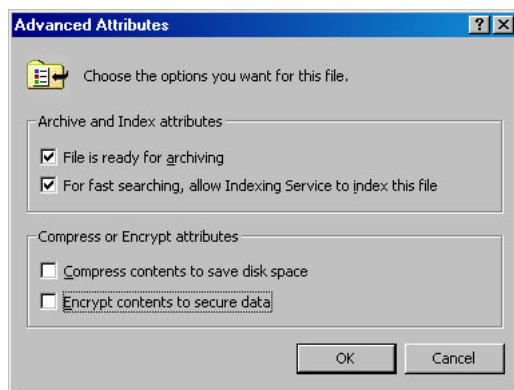 Advanced Attributes
Choose the options you want for this file.
Archive and Index attributes
File is ready for archiving
For fast searching, allow Indexing Service to index this file
Compress or Encrypt attributes
Compress contents to save disk space
Encrypt contents to secure data
OK Cancel